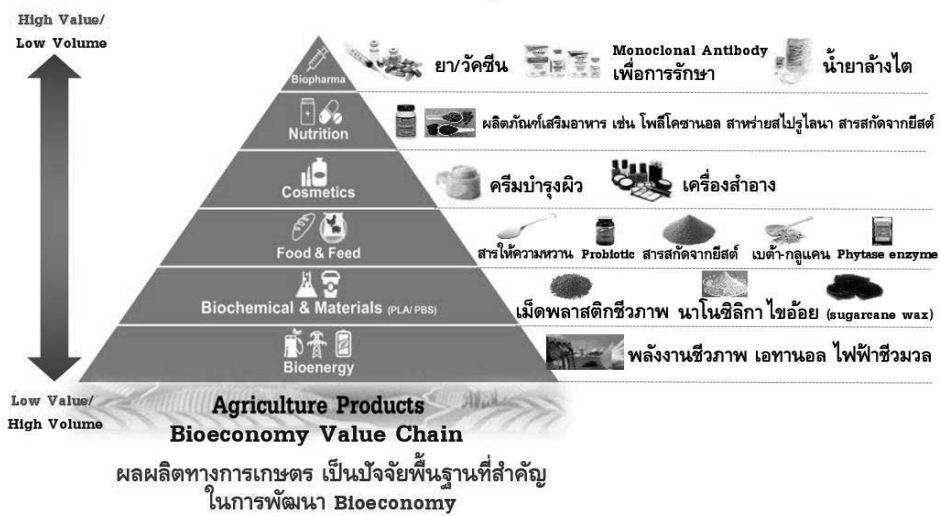 High Value/
Low Volume
Biopharma
ยา/วัคซีน
Monoclonal Antibody
เพื่อการรักษา
น้ำยาล้างไต
Nutrition
ผลิตภัณฑ์เสริมอาหาร เช่น โพลีโคซานอล สาหร่ายสไปรูไลนา สารสกัดจากยีสต์
Cosmetics
ครีมบำรุงผิว
เครื่องสำอาง
Food & Feed
สารให้ความหวาน Probiotic สารสกัดจากยีสต์ เบต้า-กลูแคน Phytase enzyme
Biochemical & Materials (PLA/ PBS)
เม็ดพลาสติกชีวภาพ นาโนซิลิกา ไขอ้อย (sugarcane wax)
Bioenergy
พลังงานชีวภาพ เอทานอล ไฟฟ้าชีวมวล
Low Value/
High Volume
Agriculture Products
Bioeconomy Value Chain
ผลผลิตทางการเกษตร เป็นปัจจัยพื้นฐานที่สำคัญ
ในการพัฒนา Bioeconomy